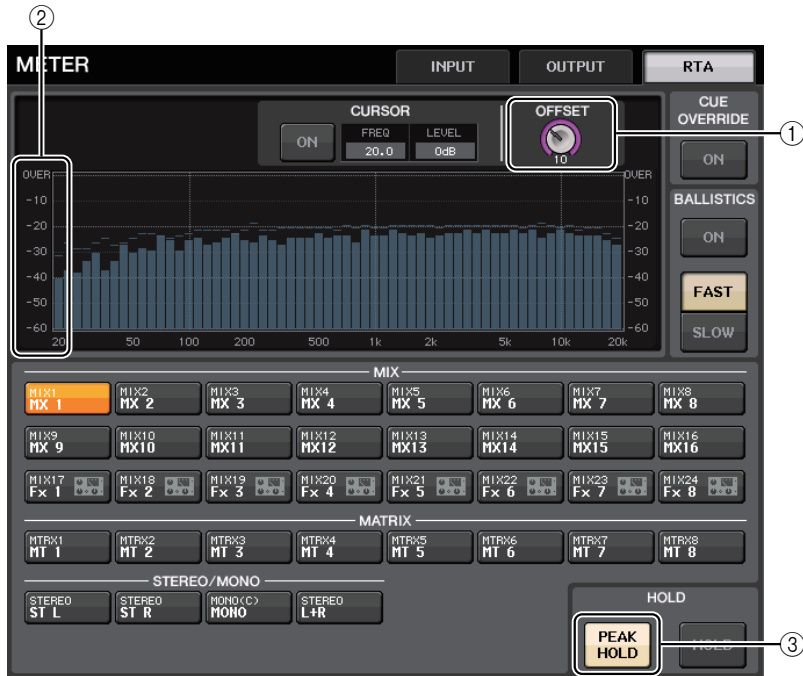 ②
METER
INPUT
OUTPUT
RTA
CURSOR
ON
FREQ
20.0
LEVEL
0dB
OFFSET
10
①
CUE
OVERRIDE
ON
BALLISTICS
ON
FAST
SLOW
OVER
-10
-20
-30
-40
-50
-60
OVER
-10
-20
-30
-40
-50
-60
20 50 100 200 500 1k 2k 5k 10k 20k
MIX
MIX1 MIX2 MIX3 MIX4 MIX5 MIX6 MIX7 MIX8
MX 1 MX 2 MX 3 MX 4 MX 5 MX 6 MX 7 MX 8
MIX9 MIX10 MIX11 MIX12 MIX13 MIX14 MIX15 MIX16
MX 9 MX10 MX11 MX12 MX13 MX14 MX15 MX16
MIX17 MIX18 MIX19 MIX20 MIX21 MIX22 MIX23 MIX24
Fx 1 Fx 2 Fx 3 Fx 4 Fx 5 Fx 6 Fx 7 Fx 8
MATRIX
MTRX1 MTRX2 MTRX3 MTRX4 MTRX5 MTRX6 MTRX7 MTRX8
MT 1 MT 2 MT 3 MT 4 MT 5 MT 6 MT 7 MT 8
STEREO/MONO
STEREO STEREO MONO(C) STEREO
ST L ST R MONO L+R
HOLD
PEAK
HOLD
HOLD
③